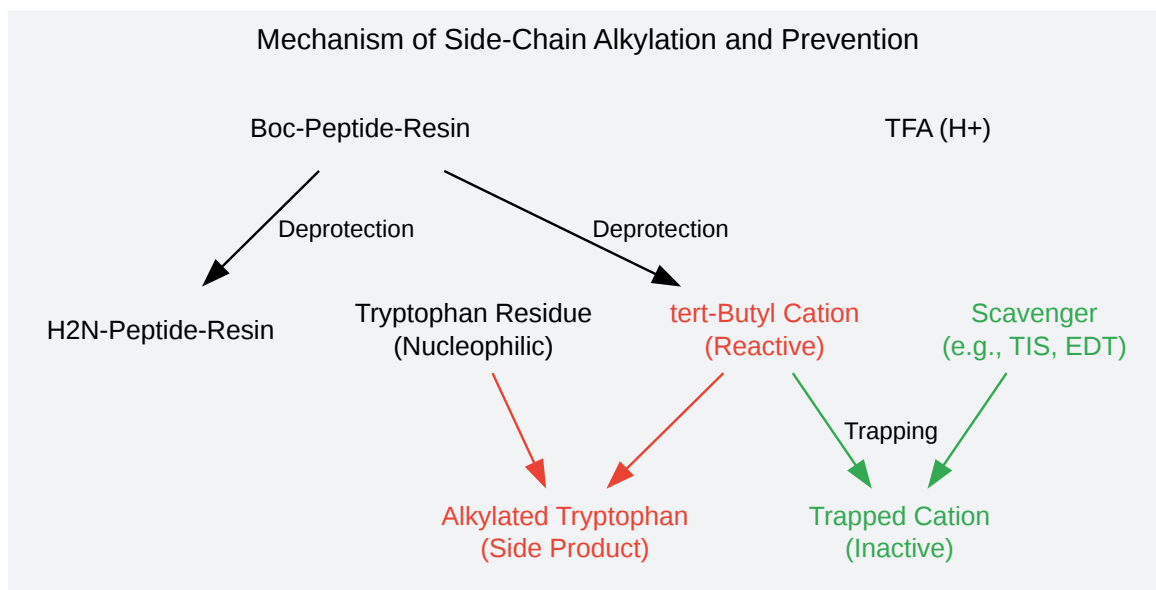 Mechanism of Side-Chain Alkylation and Prevention
Boc-Peptide-Resin
TFA (H+)
Deprotection
Deprotection
H2N-Peptide-Resin
Tryptophan Residue
(Nucleophilic)
tert-Butyl Cation
(Reactive)
Scavenger
(e.g., TIS, EDT)
Trapping
Alkylated Tryptophan
(Side Product)
Trapped Cation
(Inactive)